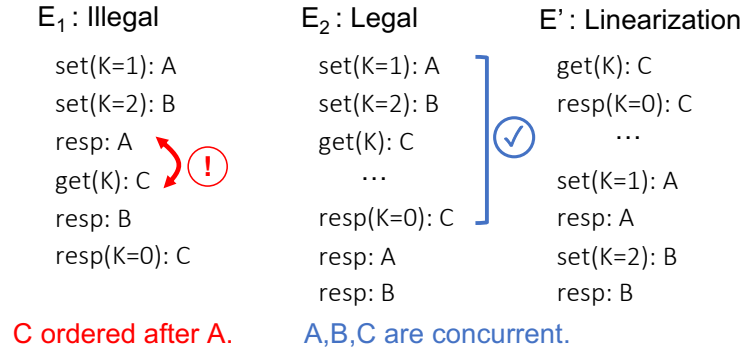 E₁ : Illegal
set(K=1): A
set(K=2): B
resp: A
get(K): C
!
resp: B
resp(K=0): C
C ordered after A.
E₂ : Legal
set(K=1): A
set(K=2): B
get(K): C
...
resp(K=0): C
resp: A
resp: B
A,B,C are concurrent.
E' : Linearization
get(K): C
resp(K=0): C
...
set(K=1): A
resp: A
set(K=2): B
resp: B